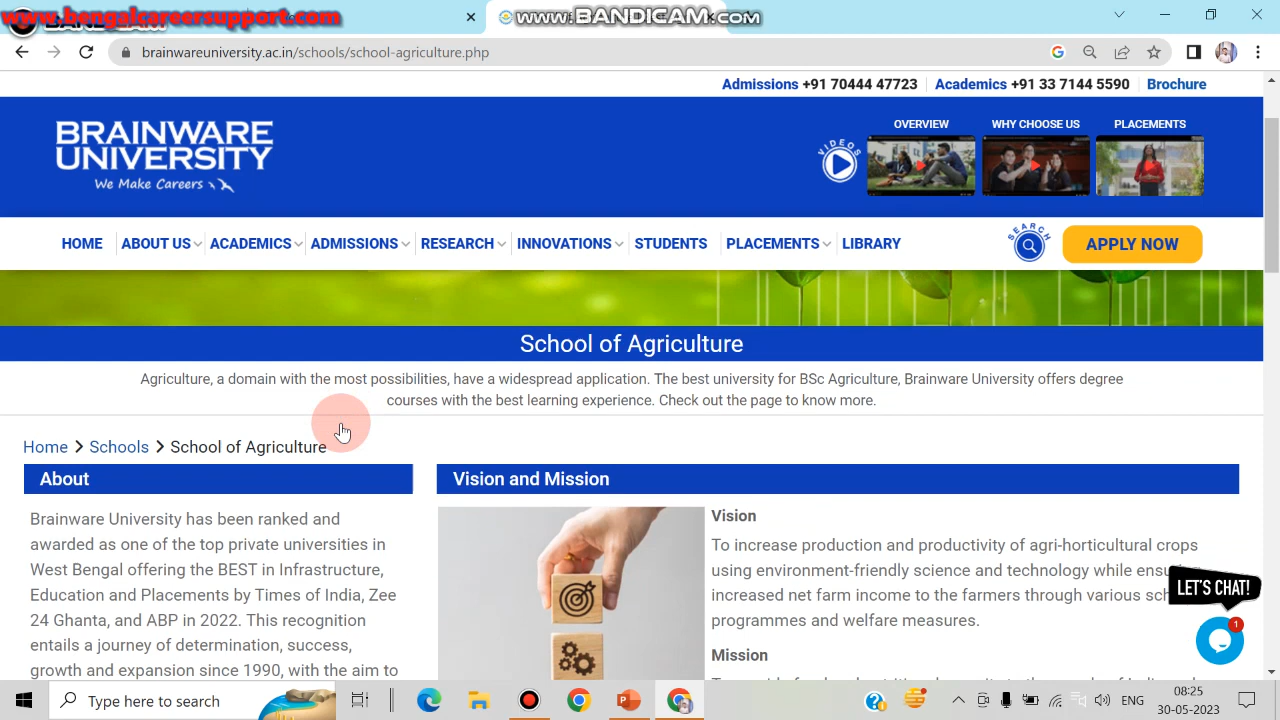 www.bengalcareersupport.com
www.BANDICAM.com
brainwareuniversity.ac.in/schools/school-agriculture.php
Admissions +91 70444 47723 Academics +91 33 7144 5590 Brochure
BRAINWARE
UNIVERSITY
We Make Careers
VIDEOS
OVERVIEW WHY CHOOSE US PLACEMENTS
HOME ABOUT US ACADEMICS ADMISSIONS RESEARCH INNOVATIONS STUDENTS PLACEMENTS LIBRARY
SEARCH
APPLY NOW
School of Agriculture
Agriculture, a domain with the most possibilities, have a widespread application. The best university for BSc Agriculture, Brainware University offers degree
courses with the best learning experience. Check out the page to know more.
Home > Schools > School of Agriculture
About
Brainware University has been ranked and
awarded as one of the top private universities in
West Bengal offering the BEST in Infrastructure,
Education and Placements by Times of India, Zee
24 Ghanta, and ABP in 2022. This recognition
entails a journey of determination, success,
growth and expansion since 1990, with the aim to
Vision and Mission
Vision
To increase production and productivity of agri-horticultural crops
using environment-friendly science and technology while
increased net farm income to the farmers through various
programmes and welfare measures.
Mission
LET'S CHAT!
1
Type here to search
ENG
08:25
30-05-2023